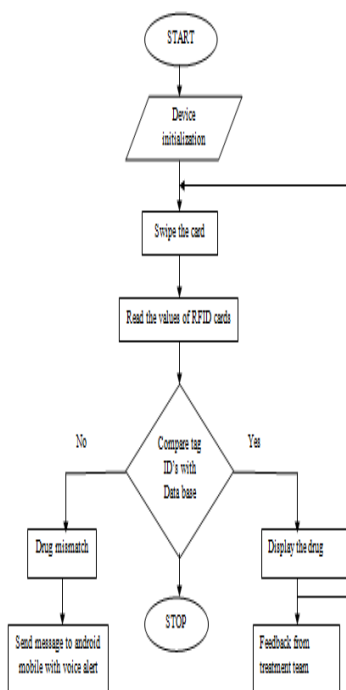 START
Device
initialization
Swipe the card
Read the values of RFID cards
Compare tag
ID's with
Data base
No
Yes
Drug mismatch
Display the drug
Send message to android
mobile with voice alert
STOP
Feedback from
treatment team